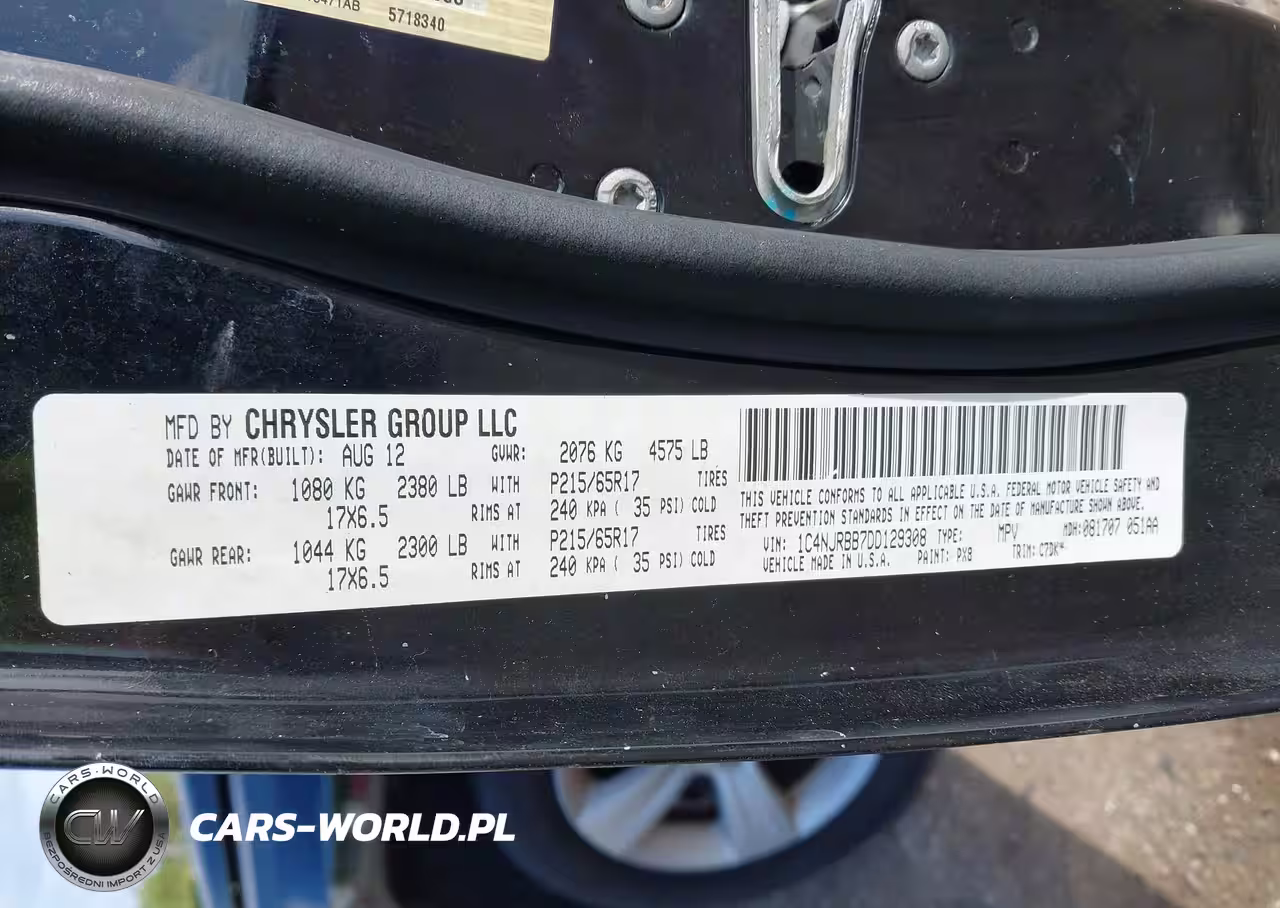 5718340
MFD BY CHRYSLER GROUP LLC
DATE OF MFR(BUILT): AUG 12 GVWR: 2076 KG 4575 LB
GAWR FRONT: 1080 KG 2380 LB WITH P215/65R17 TIRES
17X6.5 RIMS AT 240 KPA ( 35 PSI) COLD
GAWR REAR: 1044 KG 2300 LB WITH P215/65R17 TIRES
17X6.5 RIMS AT 240 KPA ( 35 PSI) COLD
THIS VEHICLE CONFORMS TO ALL APPLICABLE U.S.A. FEDERAL MOTOR VEHICLE SAFETY AND
THEFT PREVENTION STANDARDS IN EFFECT ON THE DATE OF MANUFACTURE SHOWN ABOVE.
VIN: 1C4NJRBB7DD129308 TYPE: MPV MDH:081707 051AA
VEHICLE MADE IN U.S.A. PAINT: PX8 TRIM: C7DK*
CARS·WORLD
CW
BEZPOŚREDNI IMPORT Z USA
CARS-WORLD.PL